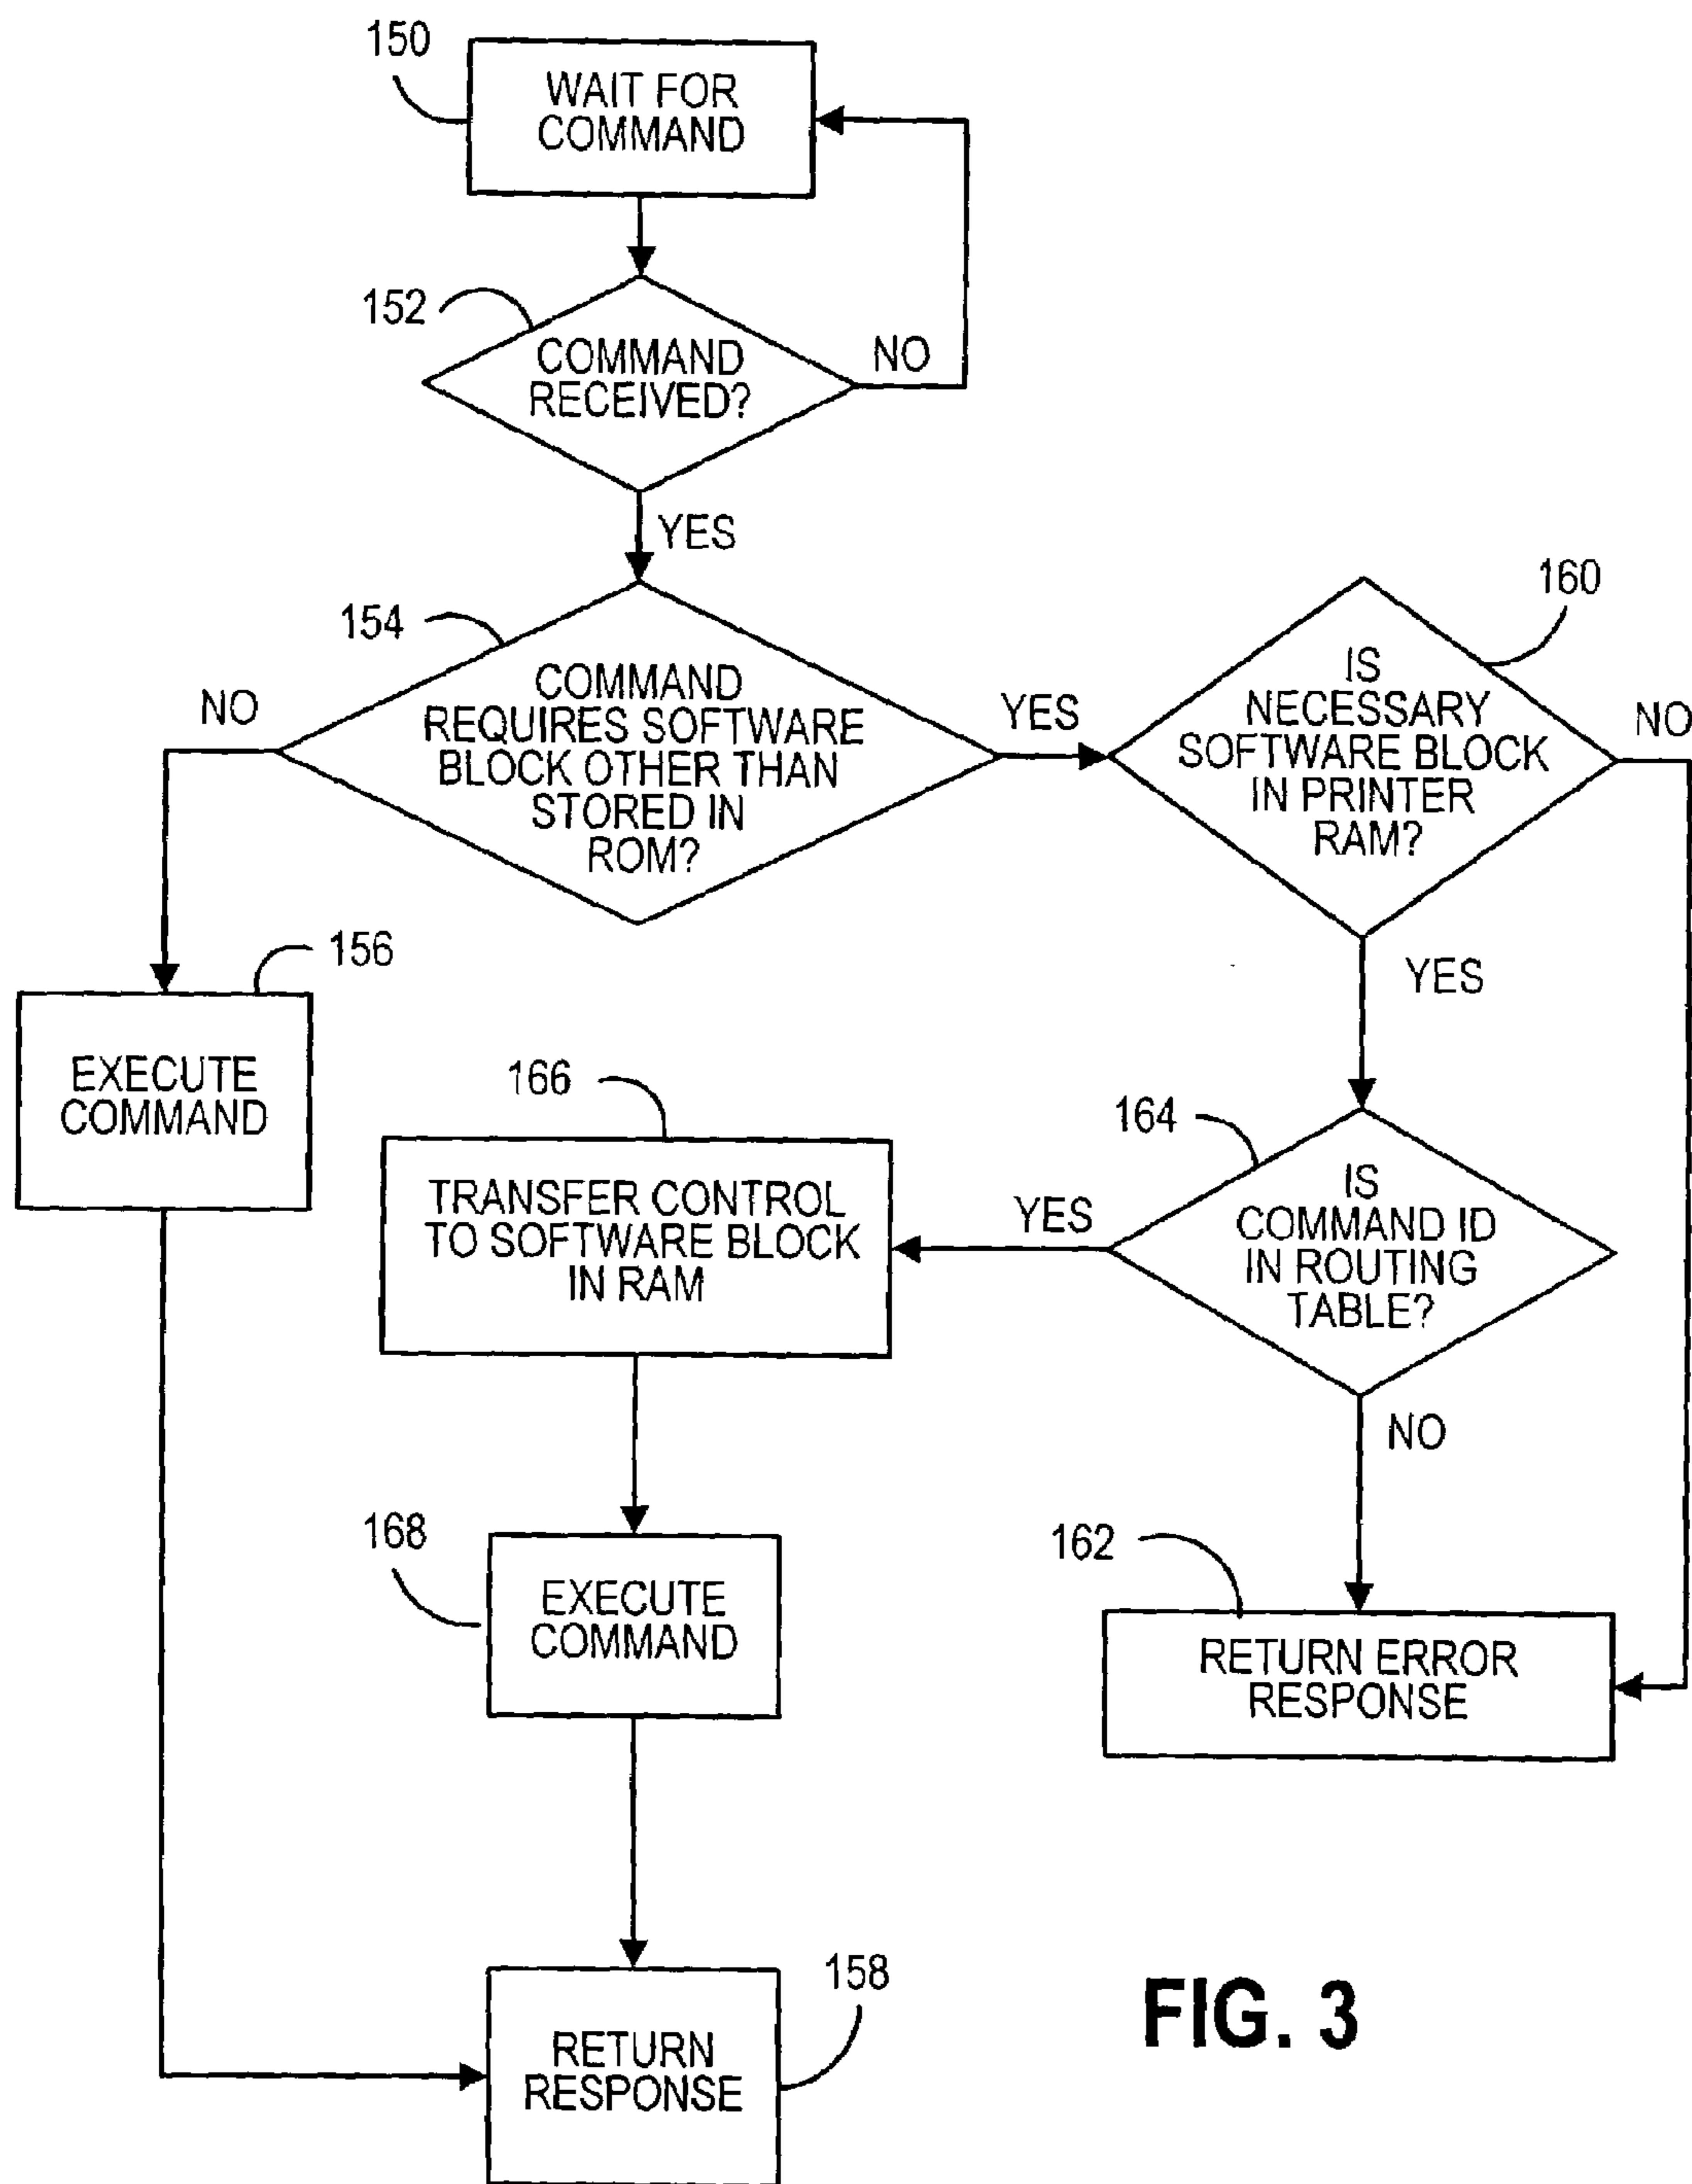 150
WAIT FOR
COMMAND
152
COMMAND
RECEIVED?
NO
YES
154
COMMAND
REQUIRES SOFTWARE
BLOCK OTHER THAN
STORED IN
ROM?
NO
YES
160
IS
NECESSARY
SOFTWARE BLOCK
IN PRINTER
RAM?
NO
YES
156
EXECUTE
COMMAND
166
TRANSFER CONTROL
TO SOFTWARE BLOCK
IN RAM
164
IS
COMMAND ID
IN ROUTING
TABLE?
YES
NO
168
EXECUTE
COMMAND
162
RETURN ERROR
RESPONSE
158
RETURN
RESPONSE
FIG. 3